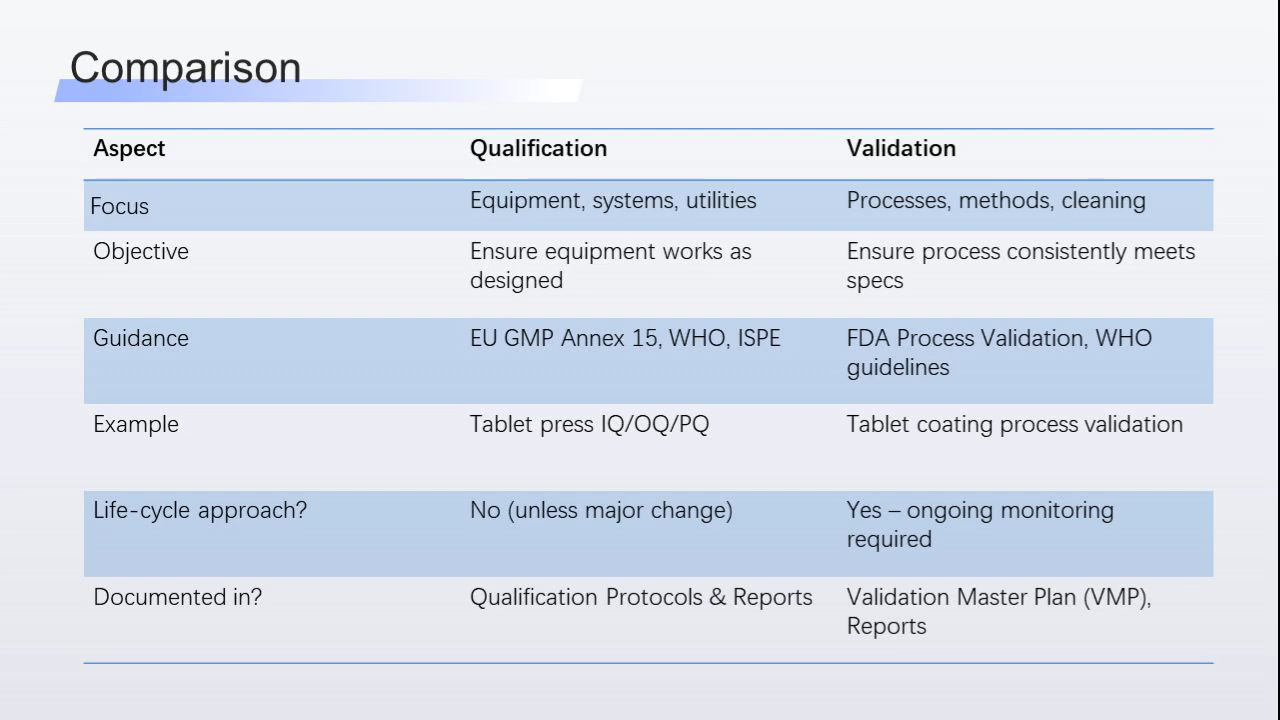 Comparison
Aspect Qualification Validation
Focus Equipment, systems, utilities Processes, methods, cleaning
Objective Ensure equipment works as Ensure process consistently meets
designed specs
Guidance EU GMP Annex 15, WHO, ISPE FDA Process Validation, WHO
guidelines
Example Tablet press IQ/OQ/PQ Tablet coating process validation
Life-cycle approach? No (unless major change) Yes – ongoing monitoring
required
Documented in? Qualification Protocols & Reports Validation Master Plan (VMP),
Reports